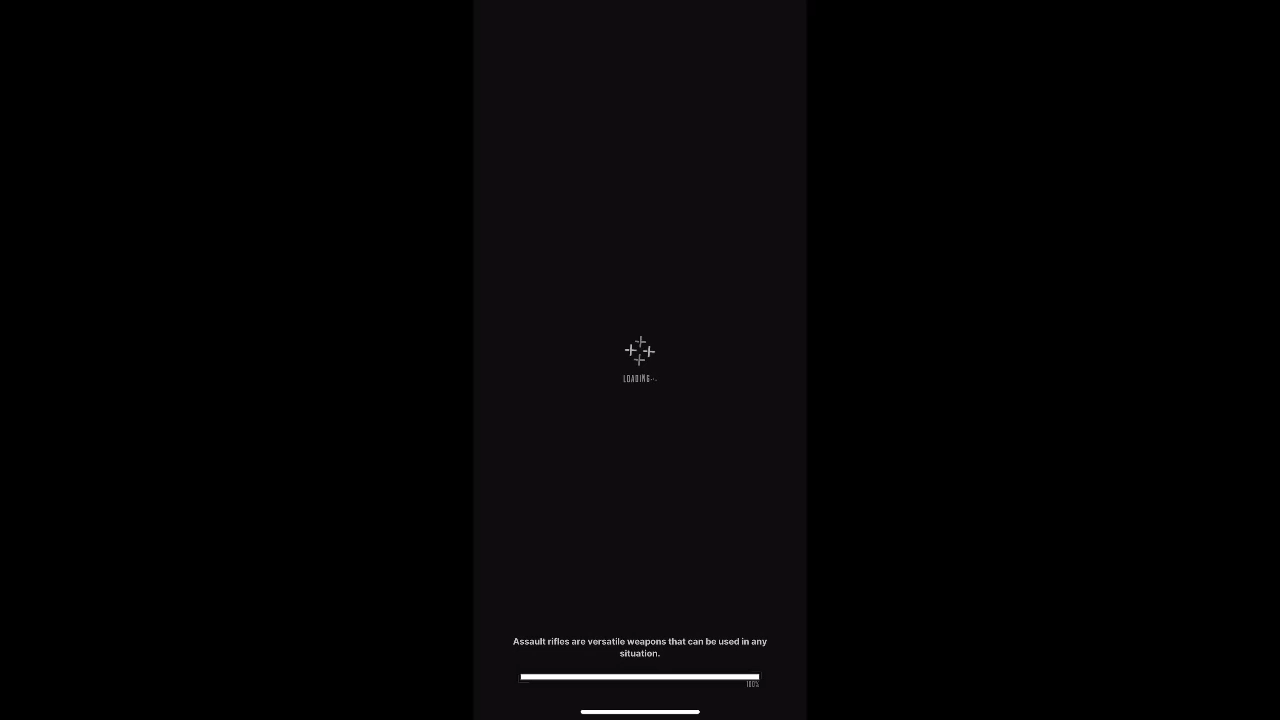 LOADING...
Assault rifles are versatile weapons that can be used in any
situation.
100%